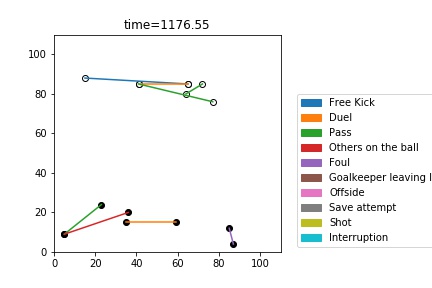 time=1176.55
100
80
60
40
20
0
0 20 40 60 80 100
Free Kick
Duel
Pass
Others on the ball
Foul
Goalkeeper leaving l
Offside
Save attempt
Shot
Interruption